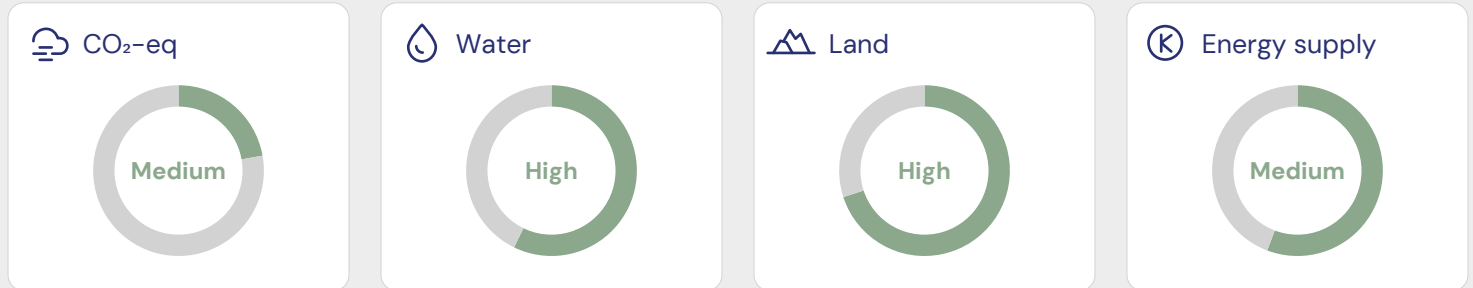 CO₂-eq
Medium
Water
High
Land
High
Energy supply
Medium